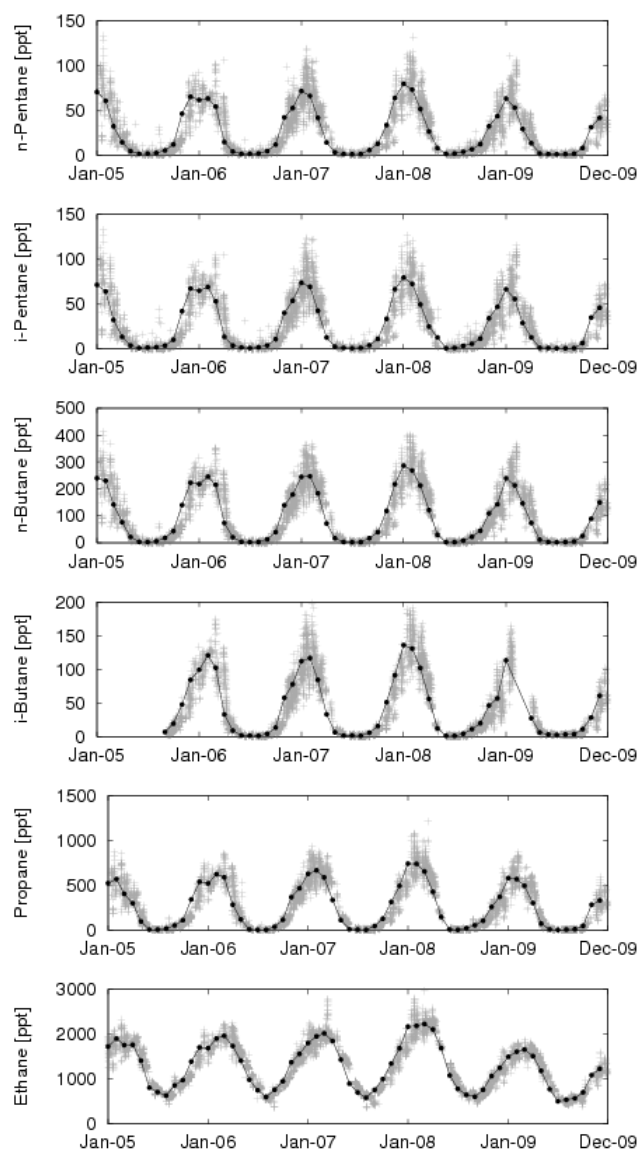 n-Pentane [ppt]
150
100
50
0
Jan-05 Jan-06 Jan-07 Jan-08 Jan-09 Dec-09
i-Pentane [ppt]
150
100
50
0
Jan-05 Jan-06 Jan-07 Jan-08 Jan-09 Dec-09
n-Butane [ppt]
500
400
300
200
100
0
Jan-05 Jan-06 Jan-07 Jan-08 Jan-09 Dec-09
i-Butane [ppt]
200
150
100
50
0
Jan-05 Jan-06 Jan-07 Jan-08 Jan-09 Dec-09
Propane [ppt]
1500
1000
500
0
Jan-05 Jan-06 Jan-07 Jan-08 Jan-09 Dec-09
Ethane [ppt]
3000
2000
1000
0
Jan-05 Jan-06 Jan-07 Jan-08 Jan-09 Dec-09